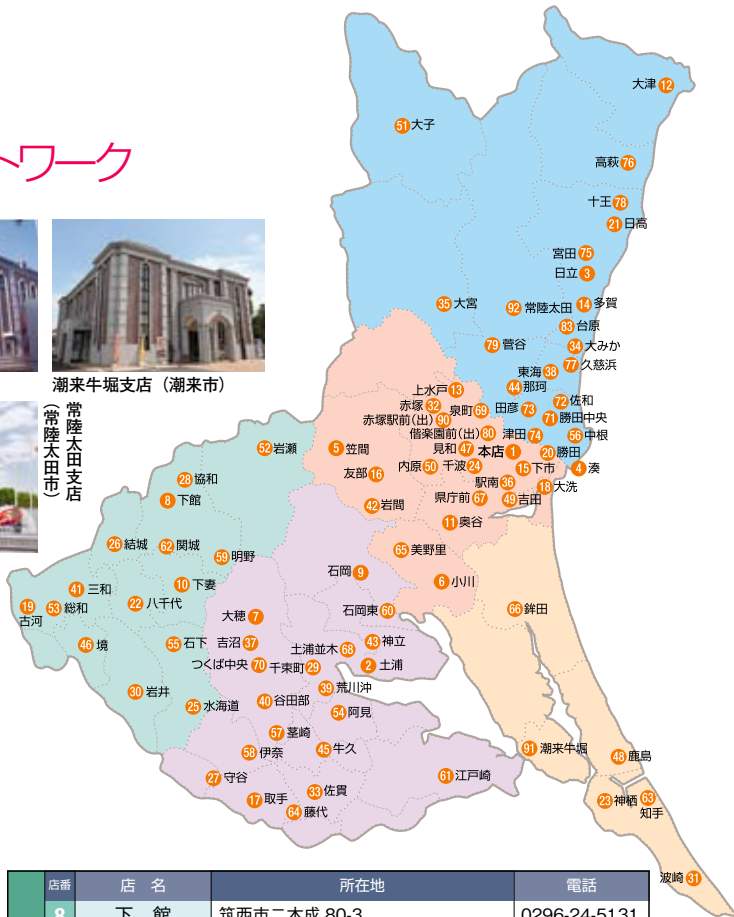 トワーク
潮来牛堀支店（潮来市）
常陸太田支店
（常陸太田市）
大津 12
51 大子
高萩 76
十王 78
21 日高
宮田 75
日立 3
35 大宮
92 常陸太田
14 多賀
83 台原
79 菅谷
34 大みか
77 久慈浜
東海 38
44 那珂
上水戸 13
赤塚 32
赤塚駅前(出) 90
泉町 69
田彦 73
72 佐和
71 勝田中央
偕楽園前(出) 80
津田 74
56 中根
見和 47
本店 1
20 勝田
52 岩瀬
5 笠間
友部 16
内原 50
千波 24
15 下市
4 湊
28 協和
8 下館
駅南 36
18 大洗
県庁前 67
49 吉田
42 岩間
11 奥谷
26 結城
62 関城
59 明野
65 美野里
石岡 9
6 小川
10 下妻
41 三和
19 古河
53 総和
22 八千代
大穂 7
石岡東 60
66 鉾田
46 境
55 石下
吉沼 37
土浦並木 68
43 神立
つくば中央 70
千束町 29
2 土浦
30 岩井
25 水海道
40 谷田部
39 荒川沖
54 阿見
57 茎崎
58 伊奈
45 牛久
91 潮来牛堀
48 鹿島
27 守谷
61 江戸崎
17 取手
33 佐貫
64 藤代
23 神栖
63 知手
波崎 31
店番 店 名 所在地 電話
8 下 館 筑西市二木成 80-3 0296-24-5131